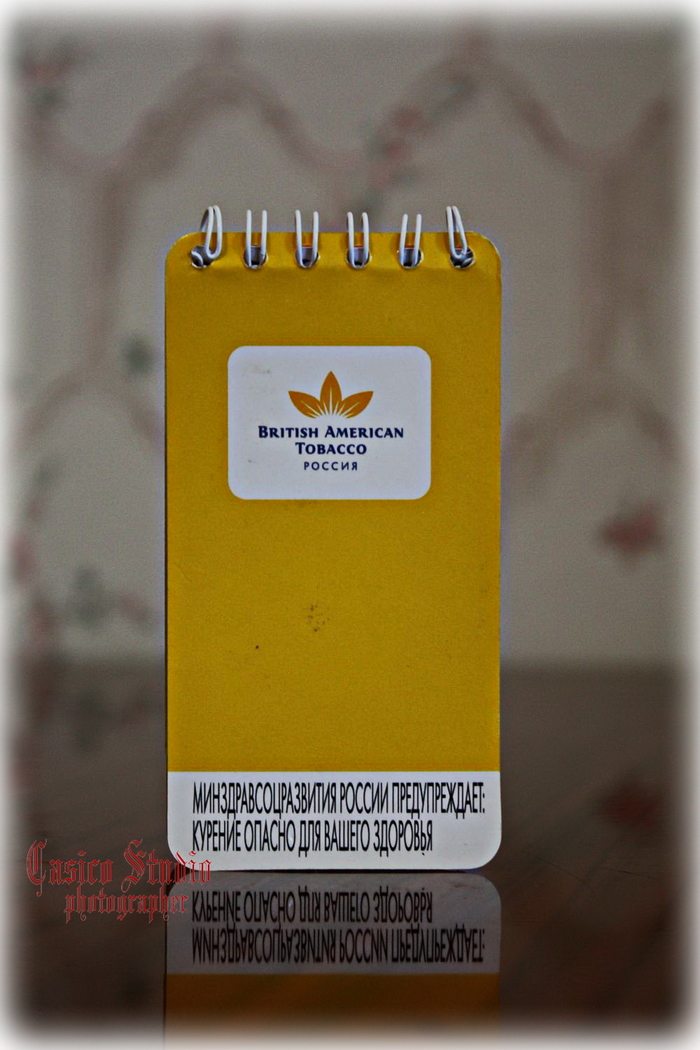 BRITISH AMERICAN
TOBACCO
РОССИЯ
МИНЗДРАВСОЦРАЗВИТИЯ РОССИИ ПРЕДУПРЕЖДАЕТ:
КУРЕНИЕ ОПАСНО ДЛЯ ВАШЕГО ЗДОРОВЬЯ
Casico Studio
photographer